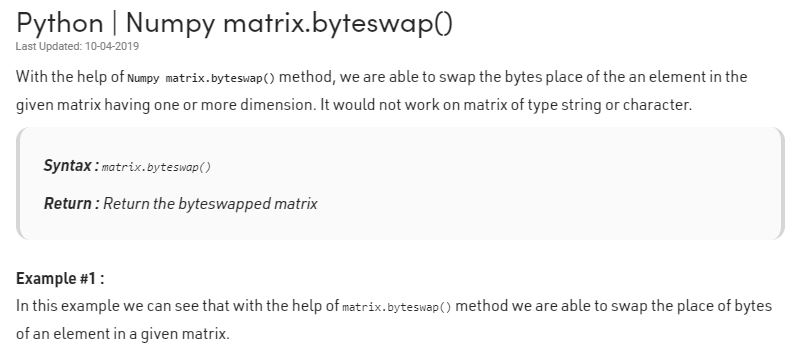 Python | Numpy matrix.byteswap()
Last Updated: 10-04-2019
With the help of Numpy matrix.byteswap() method, we are able to swap the bytes place of the an element in the
given matrix having one or more dimension. It would not work on matrix of type string or character.
Syntax : matrix.byteswap()
Return : Return the byteswapped matrix
Example #1 :
In this example we can see that with the help of matrix.byteswap() method we are able to swap the place of bytes
of an element in a given matrix.